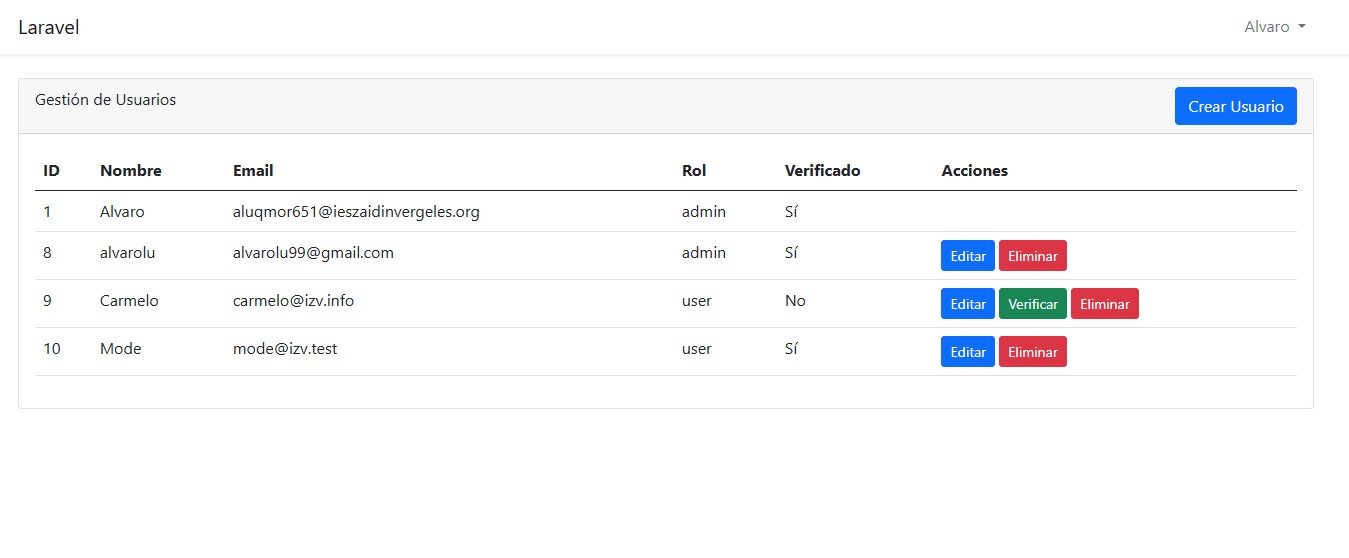 Laravel Alvaro
Gestión de Usuarios Crear Usuario
ID Nombre Email Rol Verificado Acciones
1 Alvaro aluqmor651@ieszaidinvergeles.org admin Sí
8 alvarolu alvarolu99@gmail.com admin Sí Editar Eliminar
9 Carmelo carmelo@izv.info user No Editar Verificar Eliminar
10 Mode mode@izv.test user Sí Editar Eliminar